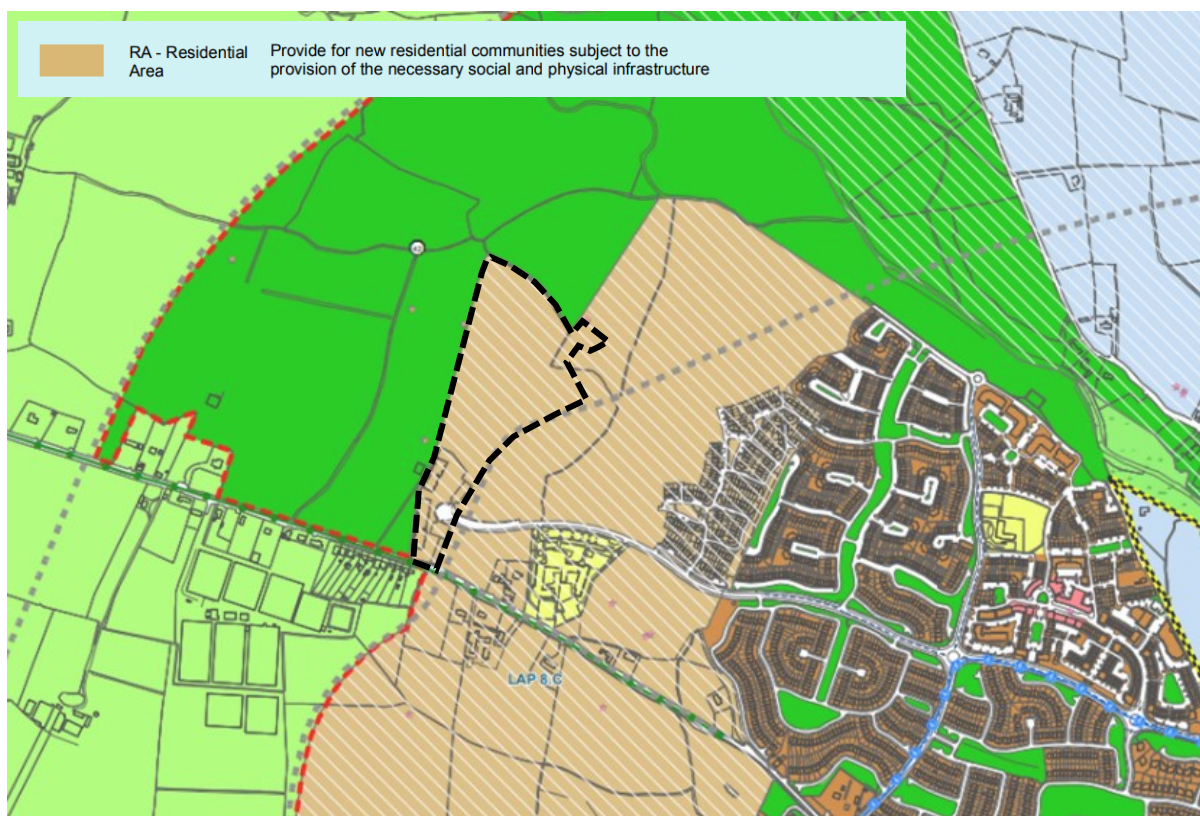 RA - Residential
Area
Provide for new residential communities subject to the
provision of the necessary social and physical infrastructure
LAP 8.C